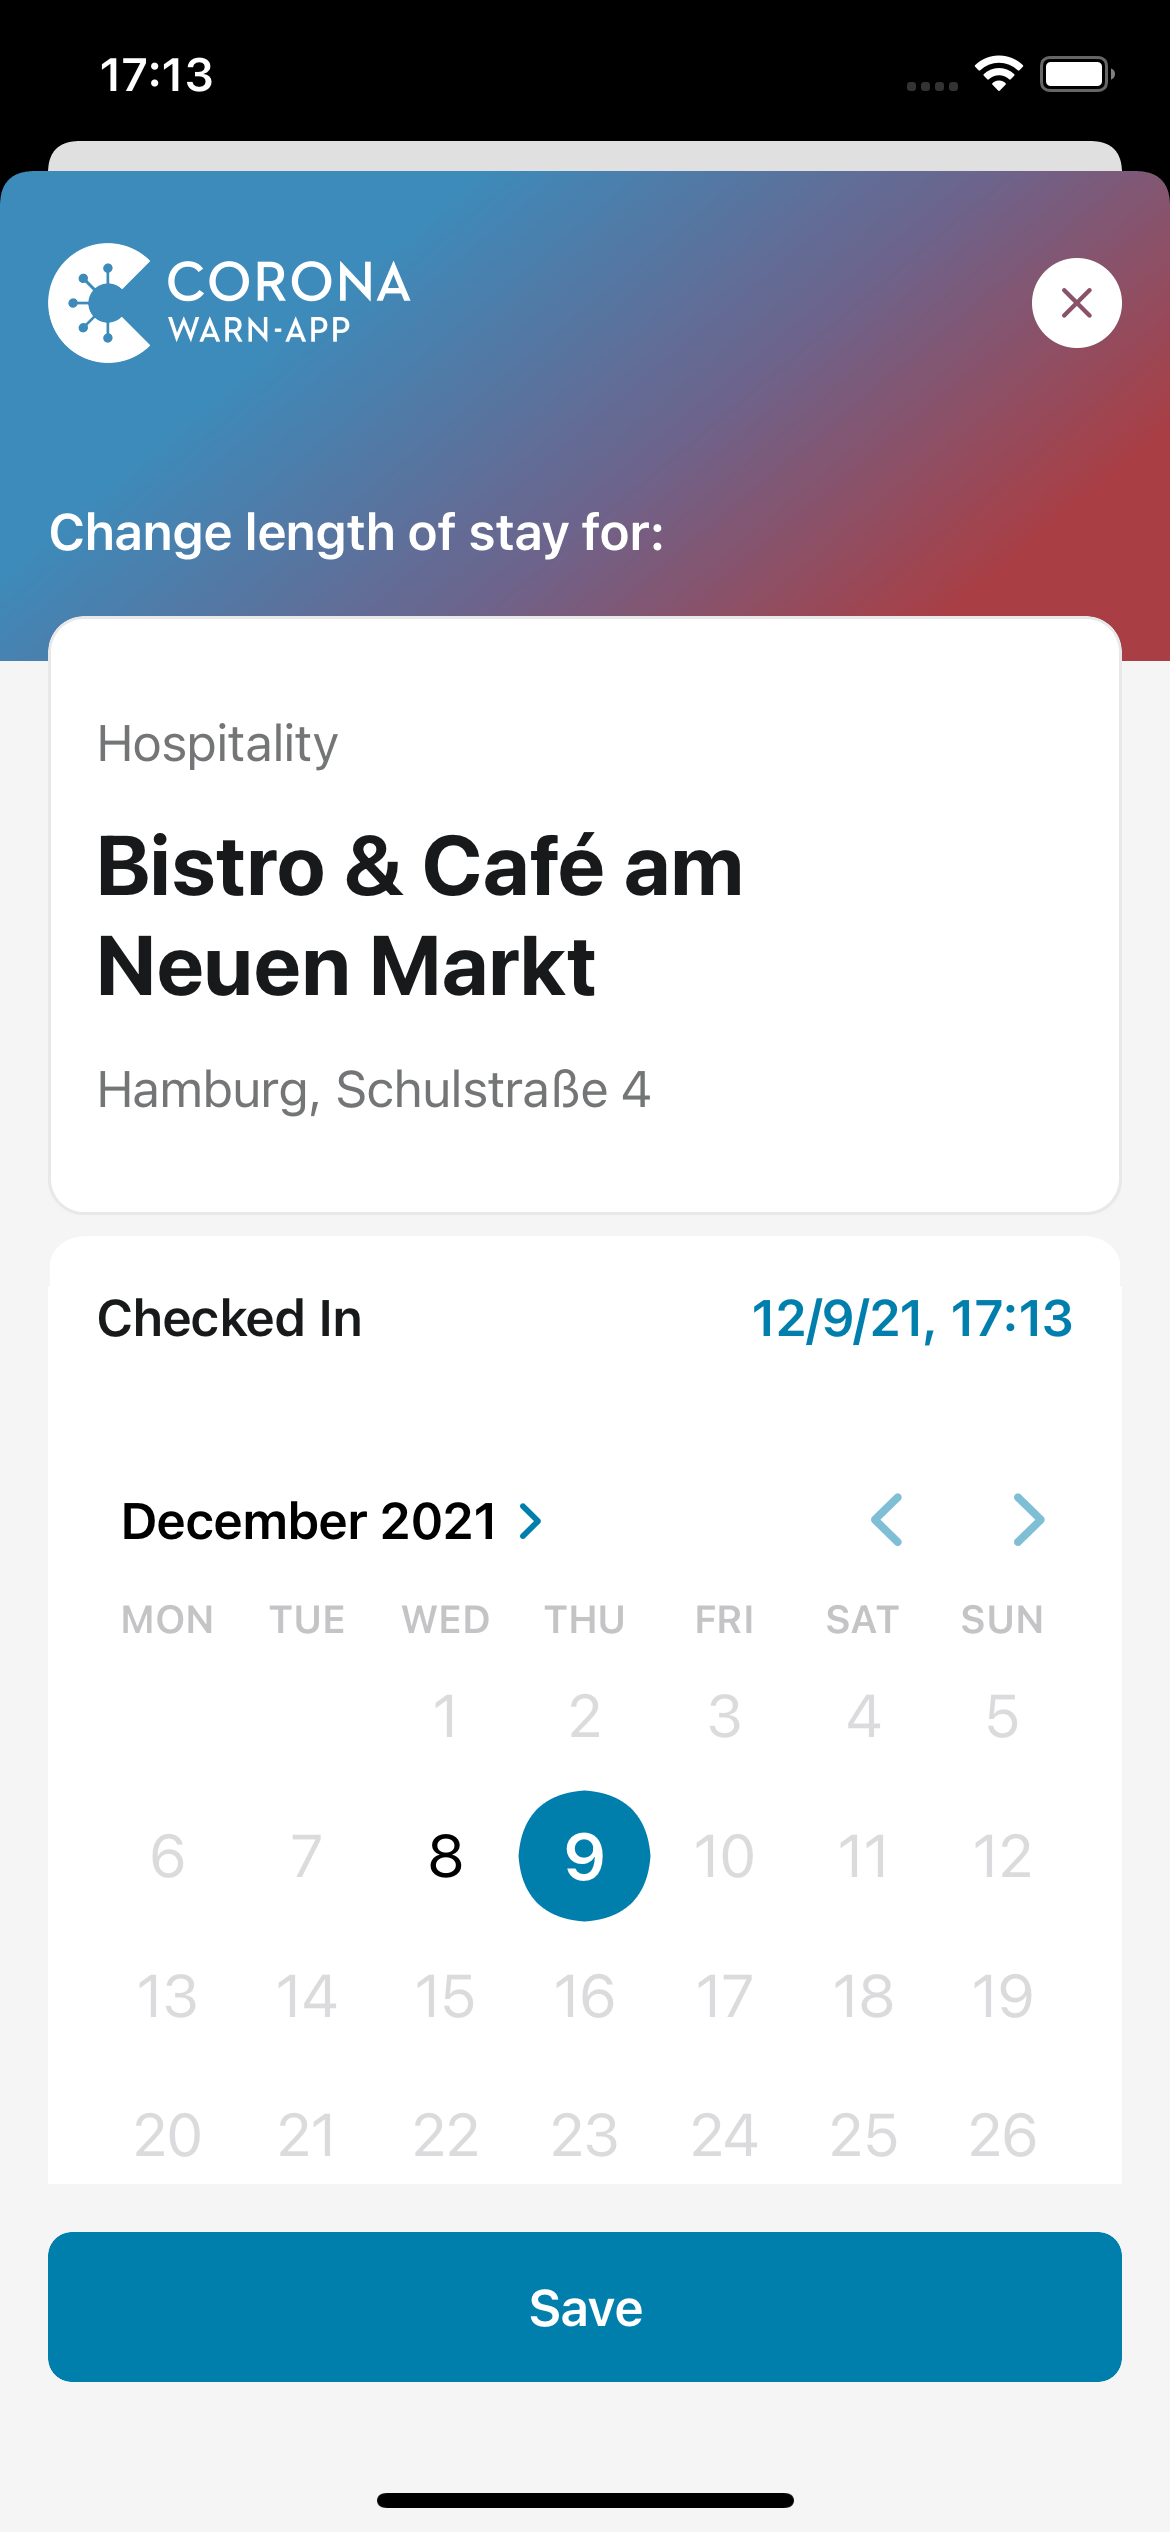 17:13
CORONA
WARN-APP
Change length of stay for:
Hospitality
Bistro & Café am
Neuen Markt
Hamburg, Schulstraße 4
Checked In 12/9/21, 17:13
December 2021
MON TUE WED THU FRI SAT SUN
1 2 3 4 5
6 7 8 9 10 11 12
13 14 15 16 17 18 19
20 21 22 23 24 25 26
Save